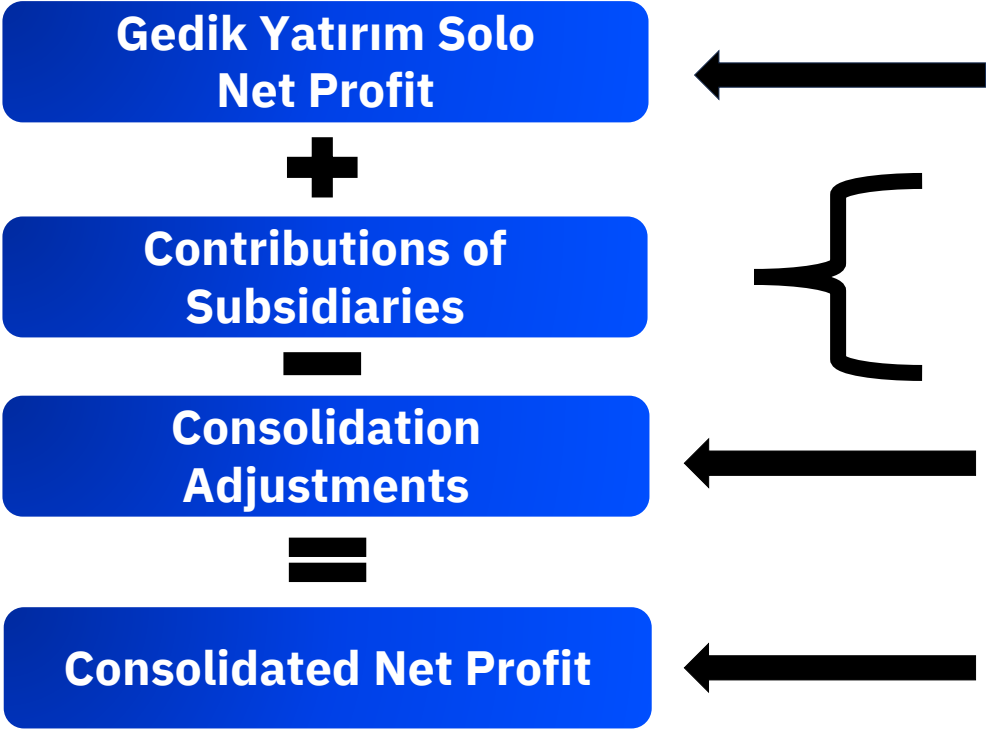 Gedik Yatırım Solo
Net Profit
Contributions of
Subsidiaries
Consolidation
Adjustments
Consolidated Net Profit